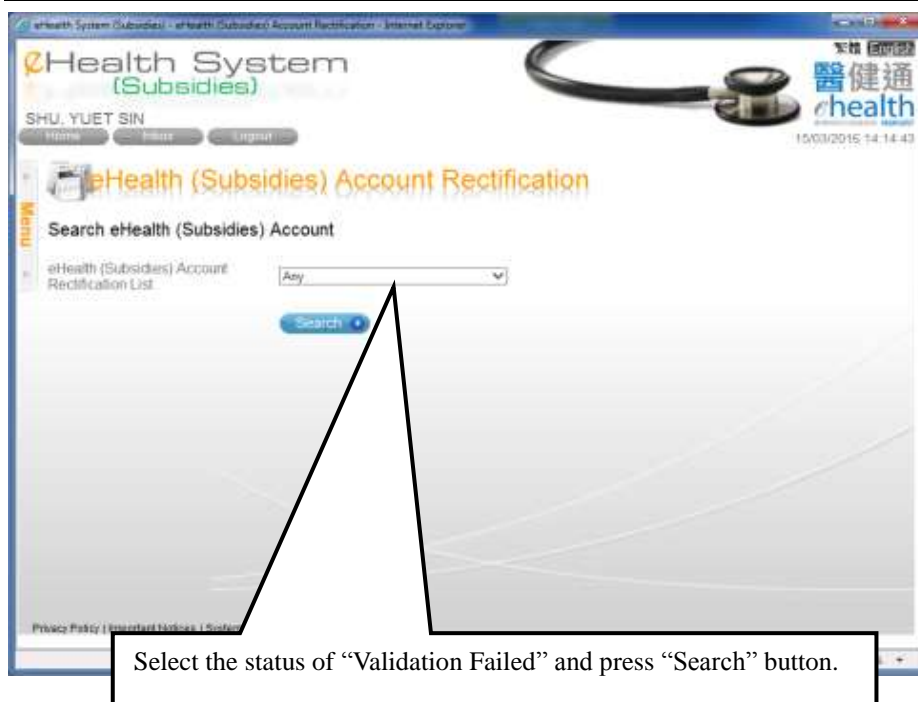 eHealth System (Subsidies) - eHealth (Subsidies) Account Rectification - Internet Explorer
eHealth System
(Subsidies)
繁體 English
醫健通
ehealth
SHU, YUET SIN
Home Inbox Logout
15/03/2016 14:14:43
Menu
eHealth (Subsidies) Account Rectification
Search eHealth (Subsidies) Account
eHealth (Subsidies) Account
Rectification List
Any
Search
Privacy Policy | Important Notices | System
Select the status of “Validation Failed” and press “Search” button.